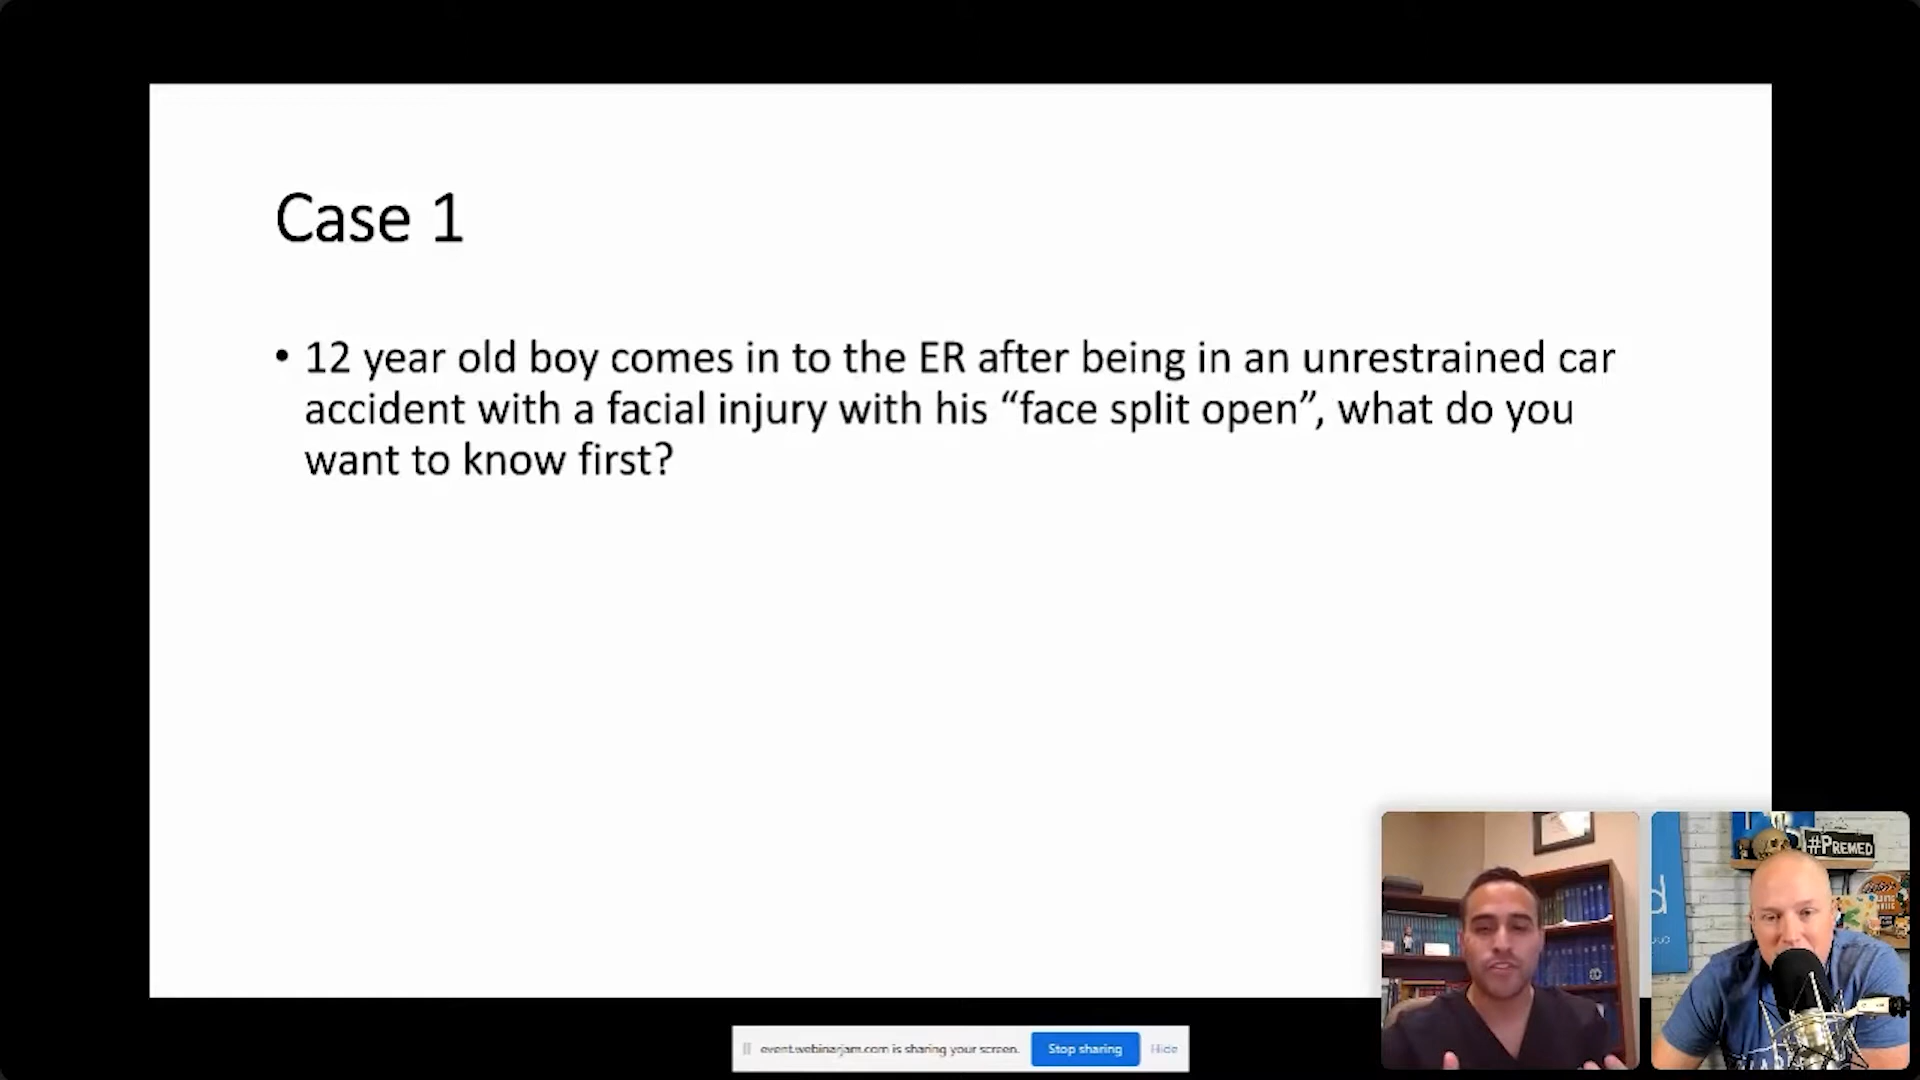 Case 1
• 12 year old boy comes in to the ER after being in an unrestrained car
accident with a facial injury with his “face split open”, what do you
want to know first?
#PREMED
d
event.webinarjam.com is sharing your screen.
Stop sharing
Hide